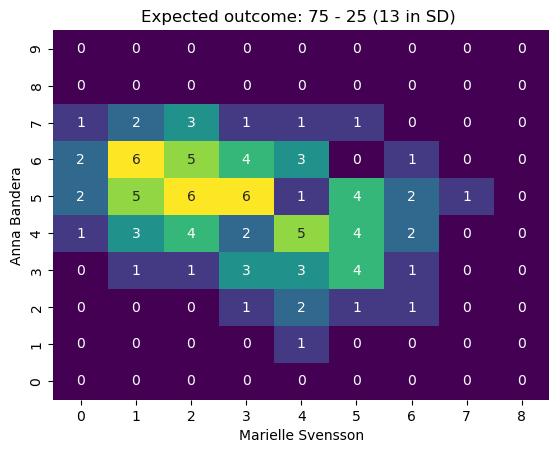 Expected outcome: 75 - 25 (13 in SD)
9 0 0 0 0 0 0 0 0 0
8 0 0 0 0 0 0 0 0 0
7 1 2 3 1 1 1 0 0 0
6 2 6 5 4 3 0 1 0 0
5 2 5 6 6 1 4 2 1 0
4 1 3 4 2 5 4 2 0 0
3 0 1 1 3 3 4 1 0 0
2 0 0 0 1 2 1 1 0 0
1 0 0 0 0 1 0 0 0 0
0 0 0 0 0 0 0 0 0 0
0 1 2 3 4 5 6 7 8
Anna Bandera
Marielle Svensson